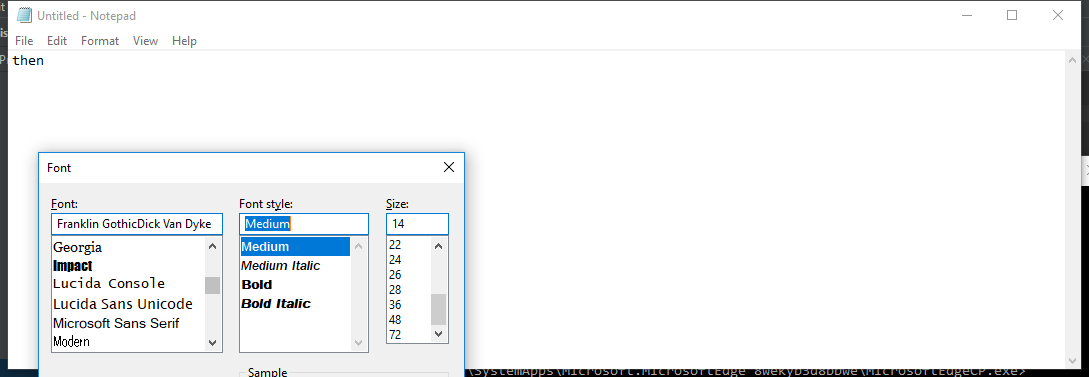 Untitled - Notepad
File Edit Format View Help
then
Font
Font: Font style: Size:
Franklin GothicDick Van Dyke Medium 14
Georgia Medium 22
Impact Medium Italic 24
Lucida Console Bold 26
Lucida Sans Unicode Bold Italic 28
Microsoft Sans Serif 36
Modern 48
72
Sample
\SystemApps\Microsoft.MicrosoftEdge_8wekyb3d8bbwe\MicrosoftEdgeCP.exe>